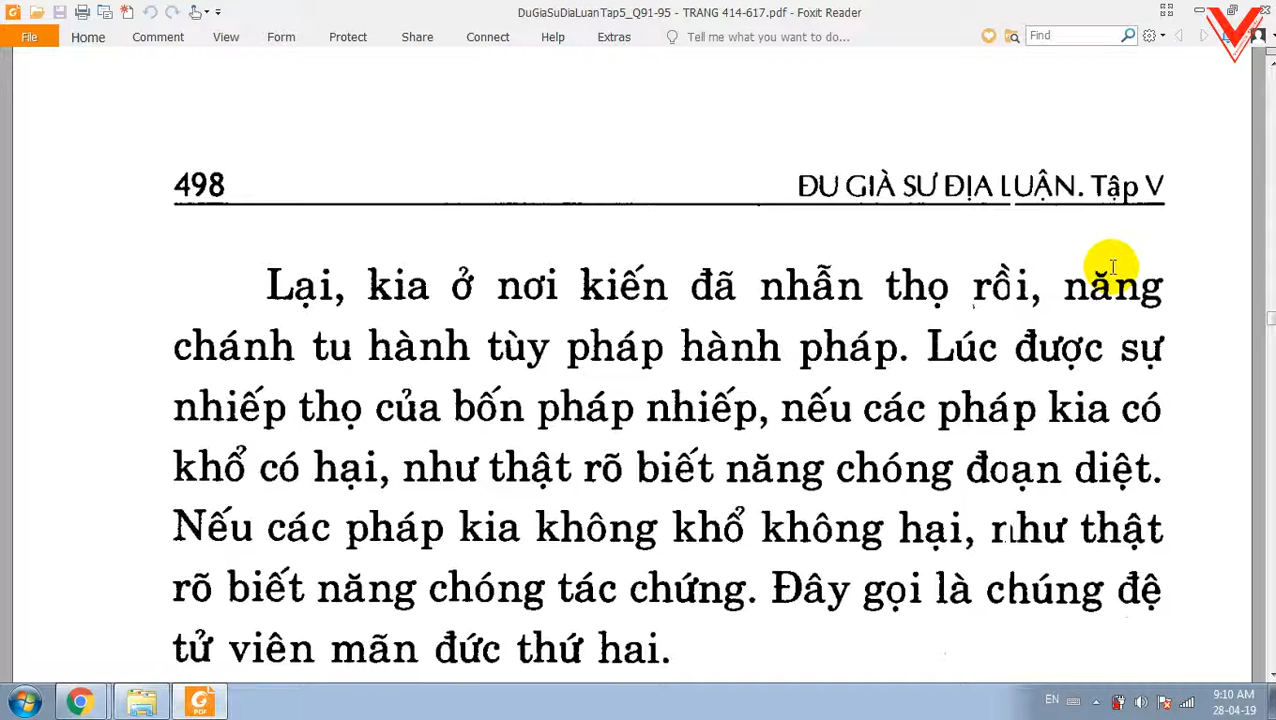 DuGiaSuDiaLuanTap5_Q91-95 - TRANG 414-617.pdf - Foxit Reader
File Home Comment View Form Protect Share Connect Help Extras Tell me what you want to do... Find
498 ĐU GIÀ SƯ ĐỊA LUẬN. Tập V
Lại, kia ở nơi kiến đã nhẫn thọ rồi, năng
chánh tu hành tùy pháp hành pháp. Lúc được sự
nhiếp thọ của bốn pháp nhiếp, nếu các pháp kia có
khổ có hại, như thật rõ biết năng chóng đoạn diệt.
Nếu các pháp kia không khổ không hại, như thật
rõ biết năng chóng tác chứng. Đây gọi là chúng đệ
tử viên mãn đức thứ hai.
EN 9:10 AM
28-04-19